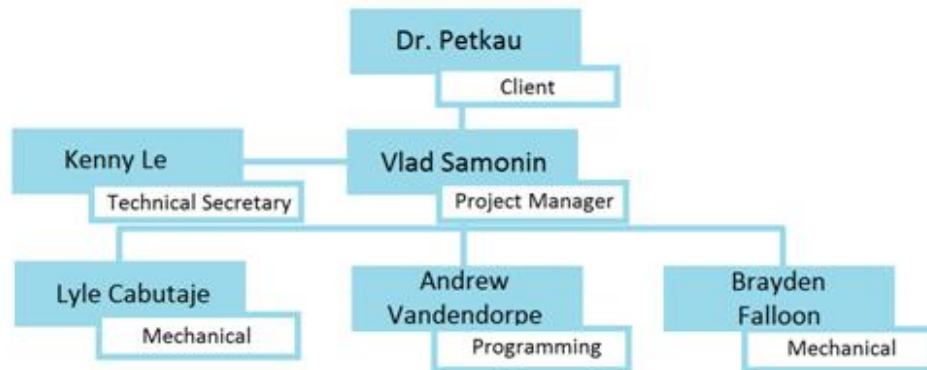 Dr. Petkau
Client
Kenny Le
Technical Secretary
Vlad Samonin
Project Manager
Lyle Cabutaje
Mechanical
Andrew
Vandendorpe
Programming
Brayden
Falloon
Mechanical